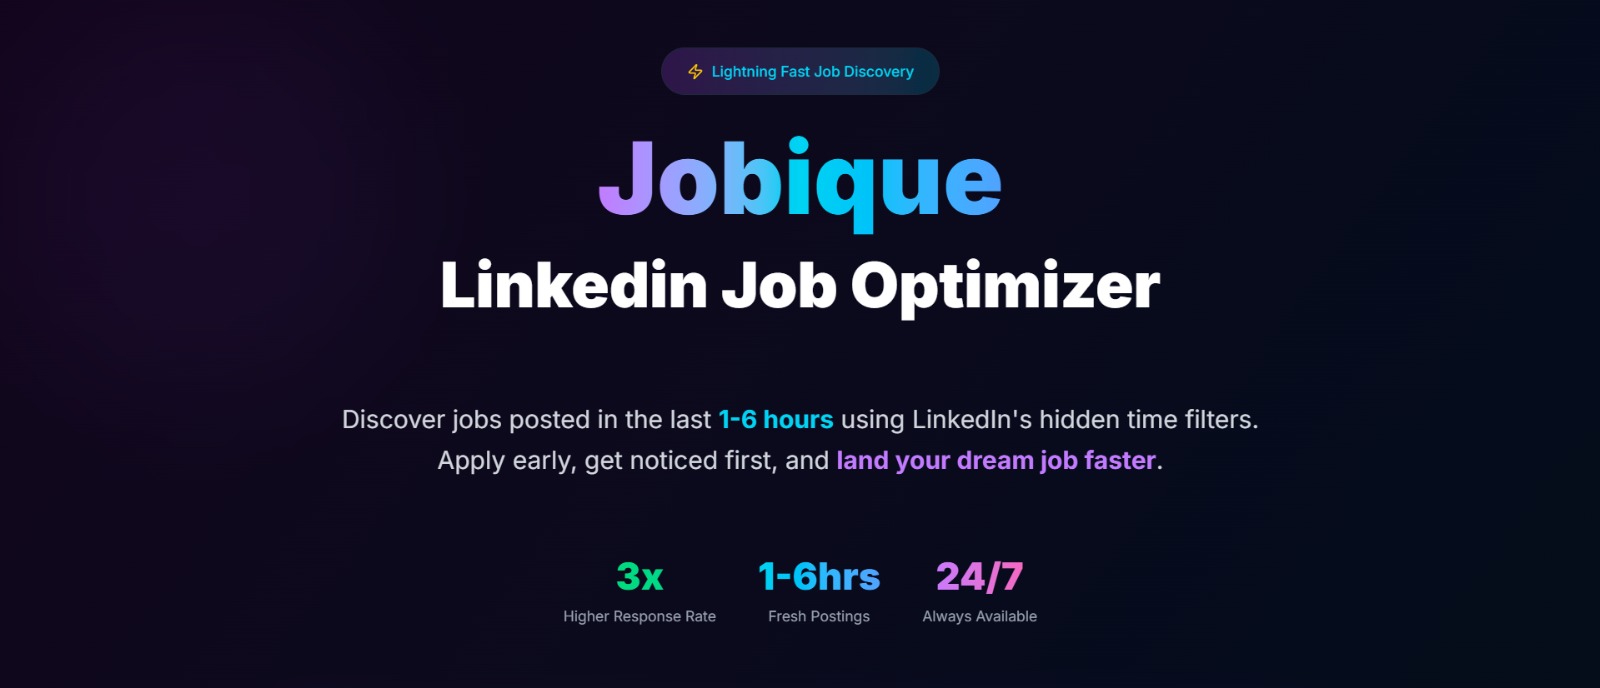 Lightning Fast Job Discovery
Jobique
Linkedin Job Optimizer
Discover jobs posted in the last 1-6 hours using LinkedIn's hidden time filters.
Apply early, get noticed first, and land your dream job faster.
3x 1-6hrs 24/7
Higher Response Rate Fresh Postings Always Available